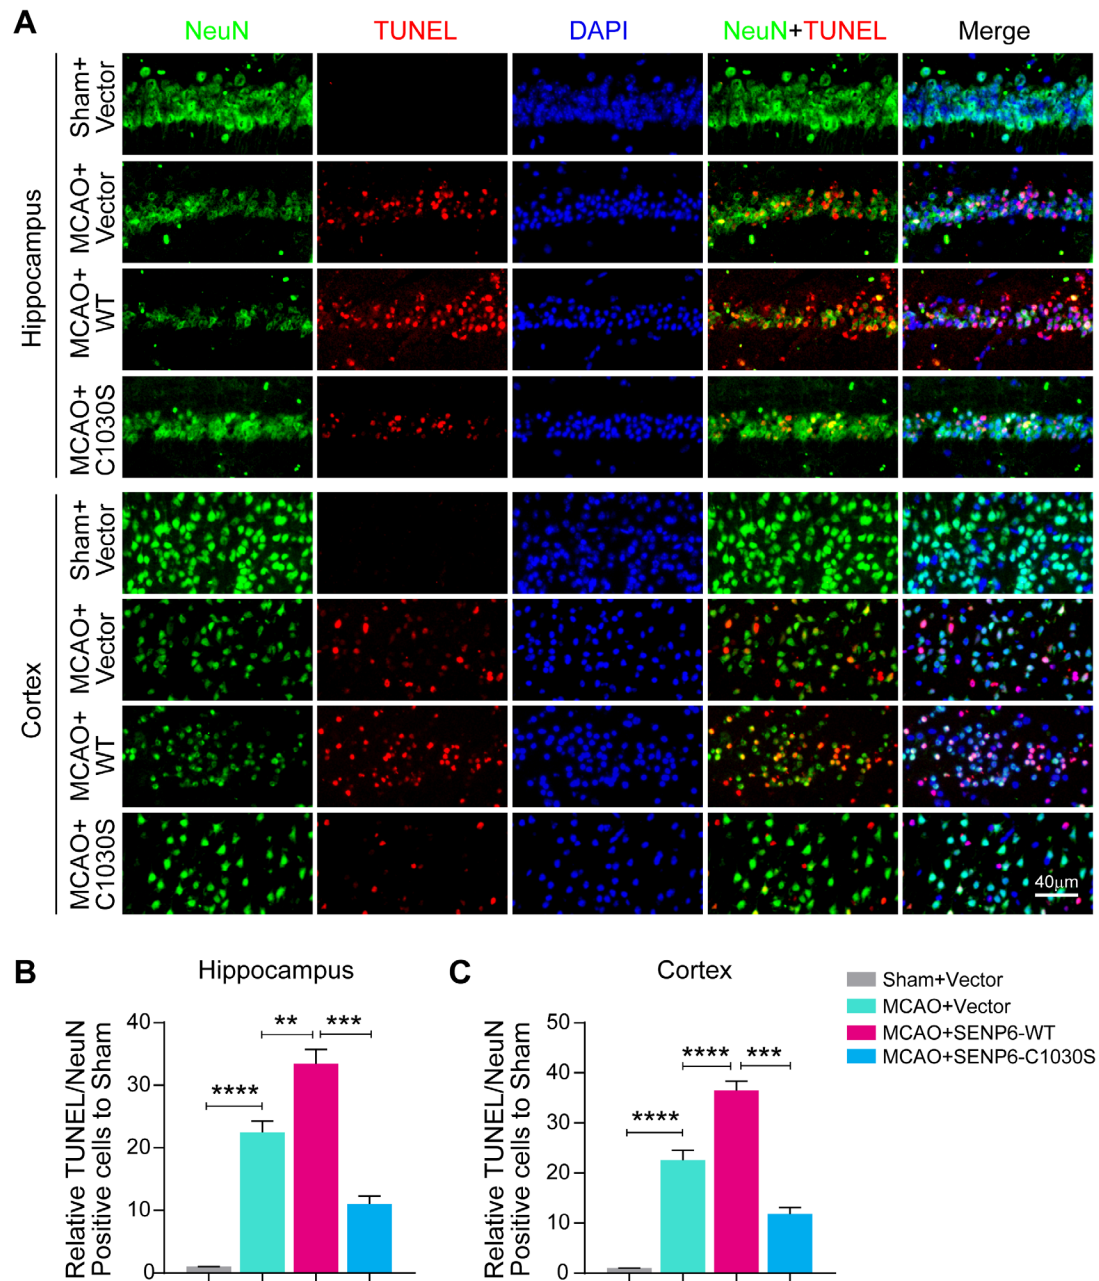 A
NeuN TUNEL DAPI NeuN+TUNEL Merge
Hippocampus
Sham+
Vector
MCAO+
Vector
MCAO+
WT
MCAO+
C1030S
Cortex
Sham+
Vector
MCAO+
Vector
MCAO+
WT
MCAO+
C1030S
40μm
B
Hippocampus
Relative TUNEL/NeuN
Positive cells to Sham
40
30
20
10
0
****
**
***
C
Cortex
Relative TUNEL/NeuN
Positive cells to Sham
50
40
30
20
10
0
****
****
***
Sham+Vector
MCAO+Vector
MCAO+SENP6-WT
MCAO+SENP6-C1030S